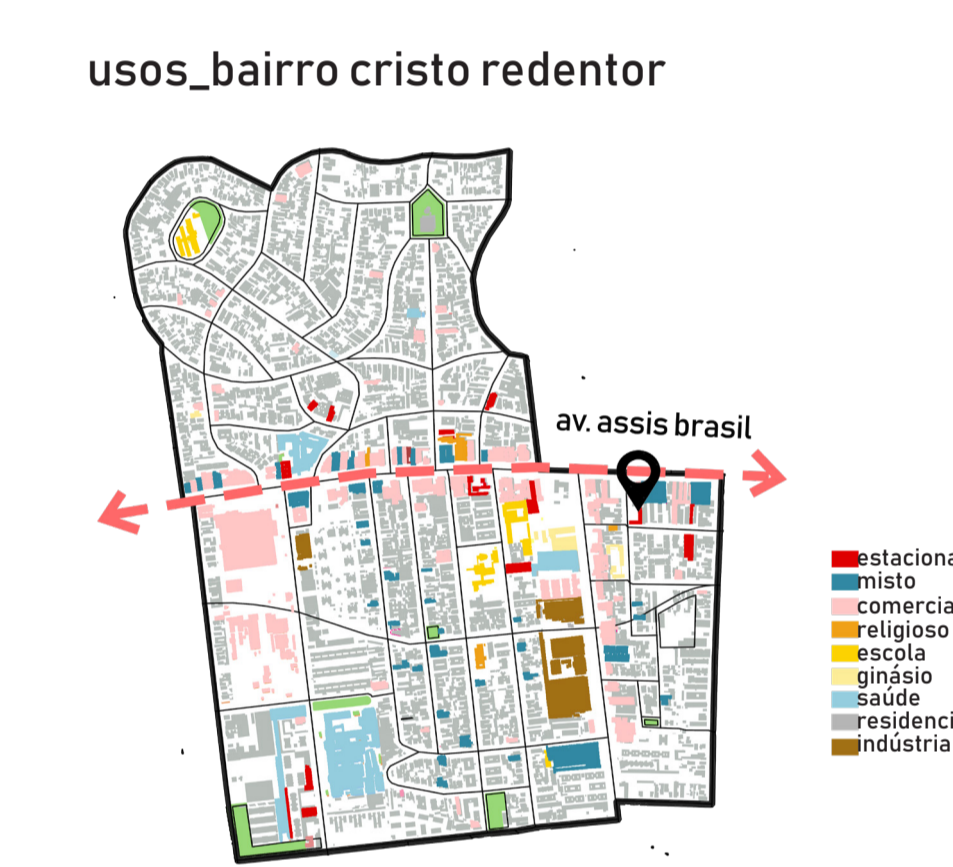 usos_bairro cristo redentor
av. assis brasil
estaciona
misto
comercia
religioso
escola
ginásio
saúde
residenci
indústria